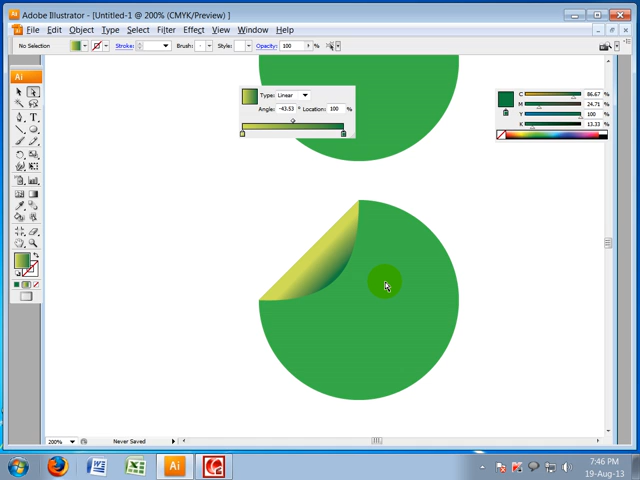 Adobe Illustrator - [Untitled-1 @ 200% (CMYK/Preview) ]
File Edit Object Type Select Filter Effect View Window Help
No Selection Stroke: Brush: Style: Opacity: 100 %
Ai
Type: Linear
Angle: -43.53 ° Location: 100 %
C 86.67 %
M 24.71 %
Y 100 %
K 13.33 %
T
200% Never Saved
W X Ai
7:46 PM
19-Aug-13